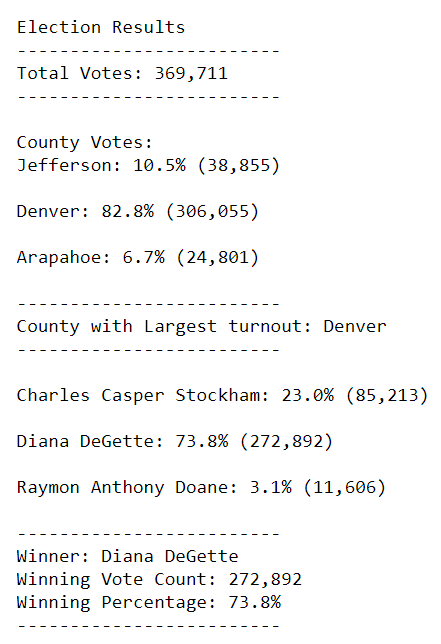 Election Results
-------------------------
Total Votes: 369,711
-------------------------
County Votes:
Jefferson: 10.5% (38,855)
Denver: 82.8% (306,055)
Arapahoe: 6.7% (24,801)
-------------------------
County with Largest turnout: Denver
-------------------------
Charles Casper Stockham: 23.0% (85,213)
Diana DeGette: 73.8% (272,892)
Raymon Anthony Doane: 3.1% (11,606)
-------------------------
Winner: Diana DeGette
Winning Vote Count: 272,892
Winning Percentage: 73.8%
-------------------------